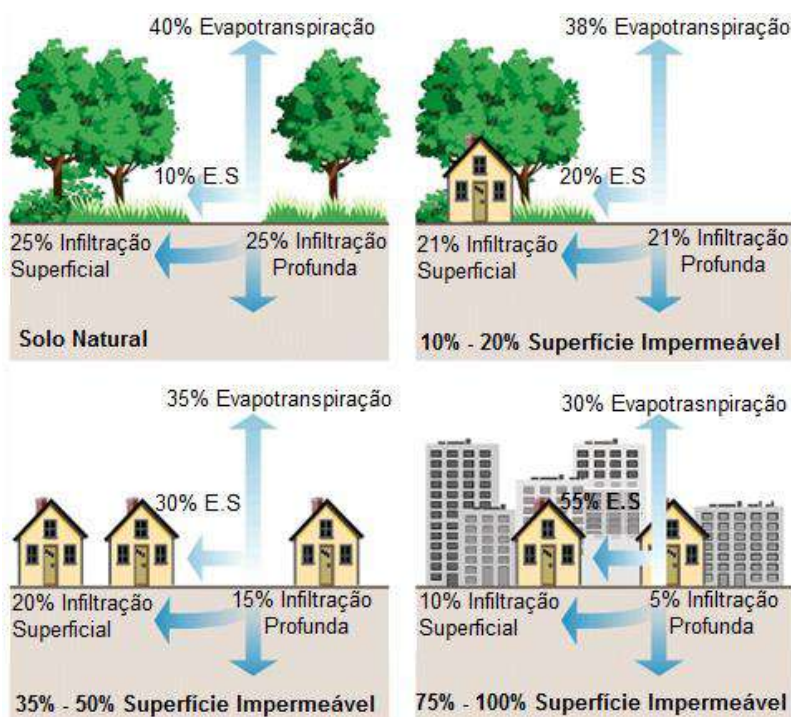 40% Evapotranspiração
10% E.S
25% Infiltração
Superficial
25% Infiltração
Profunda
Solo Natural
38% Evapotranspiração
20% E.S
21% Infiltração
Superficial
21% Infiltração
Profunda
10% - 20% Superfície Impermeável
35% Evapotranspiração
30% E.S
20% Infiltração
Superficial
15% Infiltração
Profunda
35% - 50% Superfície Impermeável
30% Evapotrasnpiração
55% E.S
10% Infiltração
Superficial
5% Infiltração
Profunda
75% - 100% Superfície Impermeável